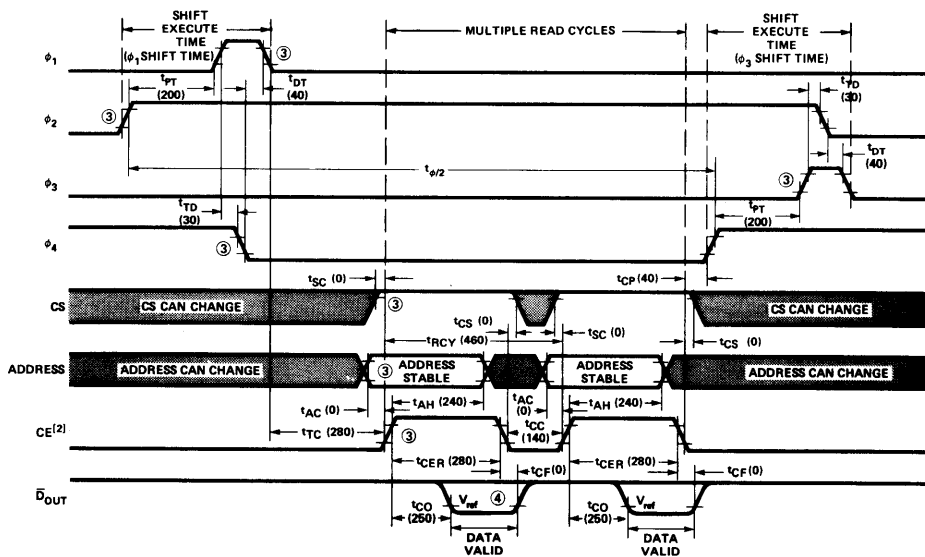 SHIFT
EXECUTE
TIME
(ϕ1 SHIFT TIME)
MULTIPLE READ CYCLES
SHIFT
EXECUTE
TIME
(ϕ3 SHIFT TIME)
ϕ1
③
tPT
(200)
tDT
(40)
tTD
(30)
ϕ2
③
tDT
(40)
tϕ/2
ϕ3
③
tTD
(30)
tPT
(200)
ϕ4
③
tSC (0)
tCP (40)
CS
CS CAN CHANGE
③
CS CAN CHANGE
tCS (0)
tSC (0)
tRCY (460)
tCS (0)
ADDRESS
ADDRESS CAN CHANGE
③
ADDRESS
STABLE
ADDRESS
STABLE
ADDRESS CAN CHANGE
tAC (0)
tAH (240)
tAC
(0)
tAH (240)
tTC (280)
tCC
(140)
CE[2]
③
tCER (280)
tCF (0)
tCER (280)
tCF (0)
DOUT
tCO
(250)
Vref
④
tCO
(250)
Vref
DATA
VALID
DATA
VALID